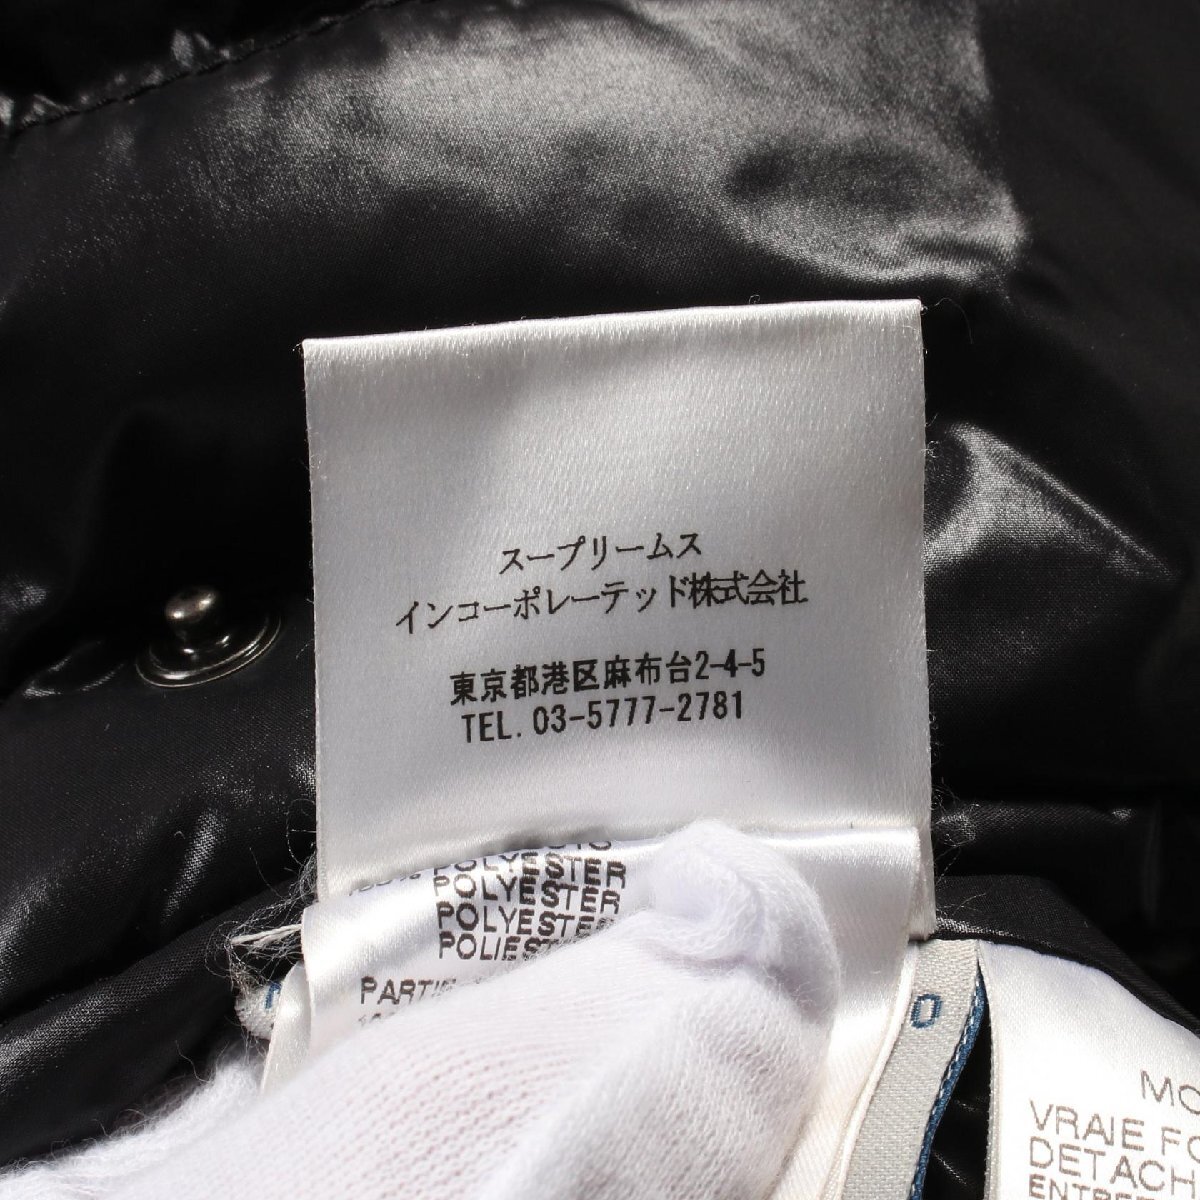 スープリームス
インコーポレーテッド株式会社
東京都港区麻布台2-4-5
TEL. 03-5777-2781
POLYESTER
POLYESTER
POLYESTER
0
VRAIE
DETACH